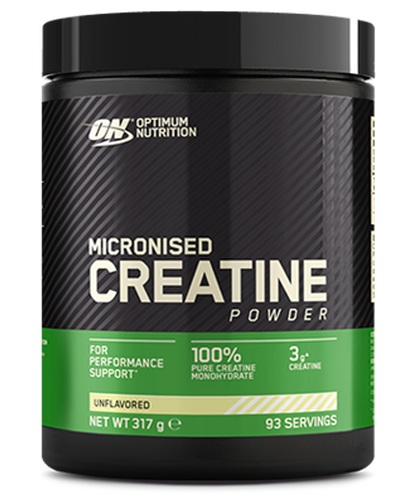 ON OPTIMUM
NUTRITION
MICRONISED
CREATINE
POWDER
FOR
PERFORMANCE
SUPPORT*
100%
PURE CREATINE
MONOHYDRATE
3g^
CREATINE
UNFLAVORED
NET WT 317 g ℮
93 SERVINGS